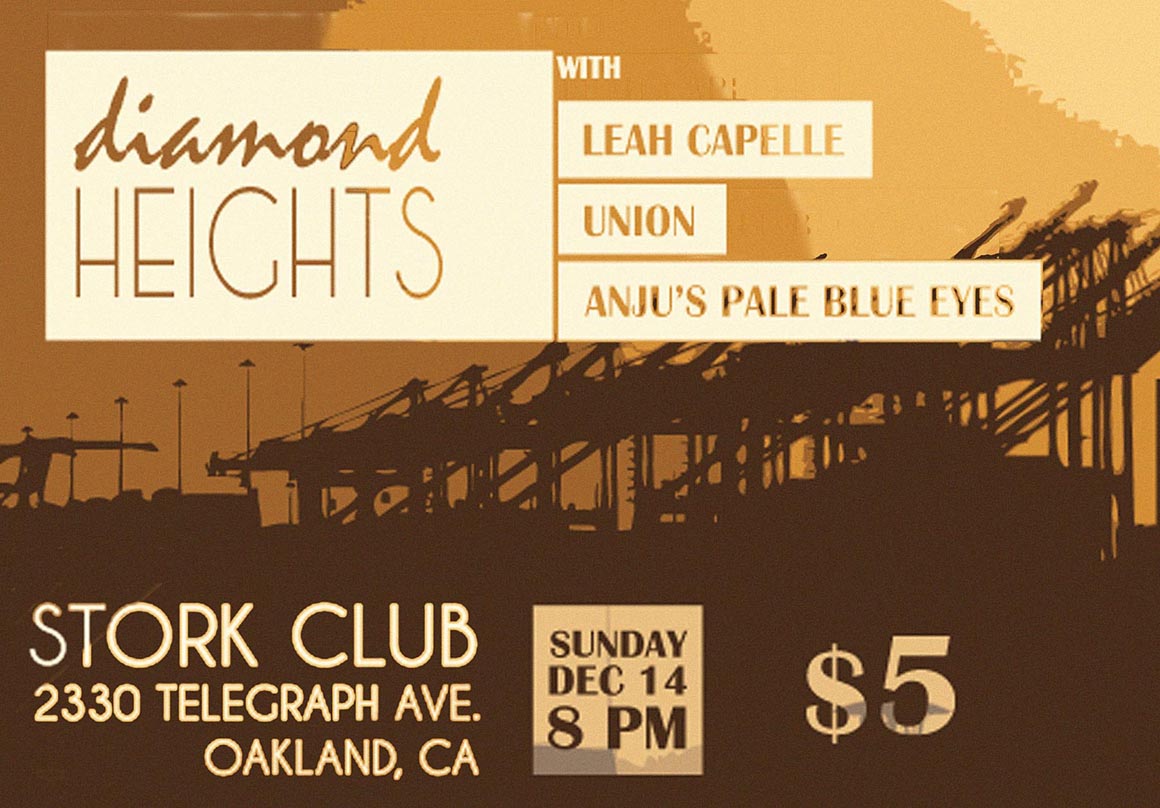 diamond
HEIGHTS
WITH
LEAH CAPELLE
UNION
ANJU'S PALE BLUE EYES
STORK CLUB
2330 TELEGRAPH AVE.
OAKLAND, CA
SUNDAY
DEC 14
8 PM
$5